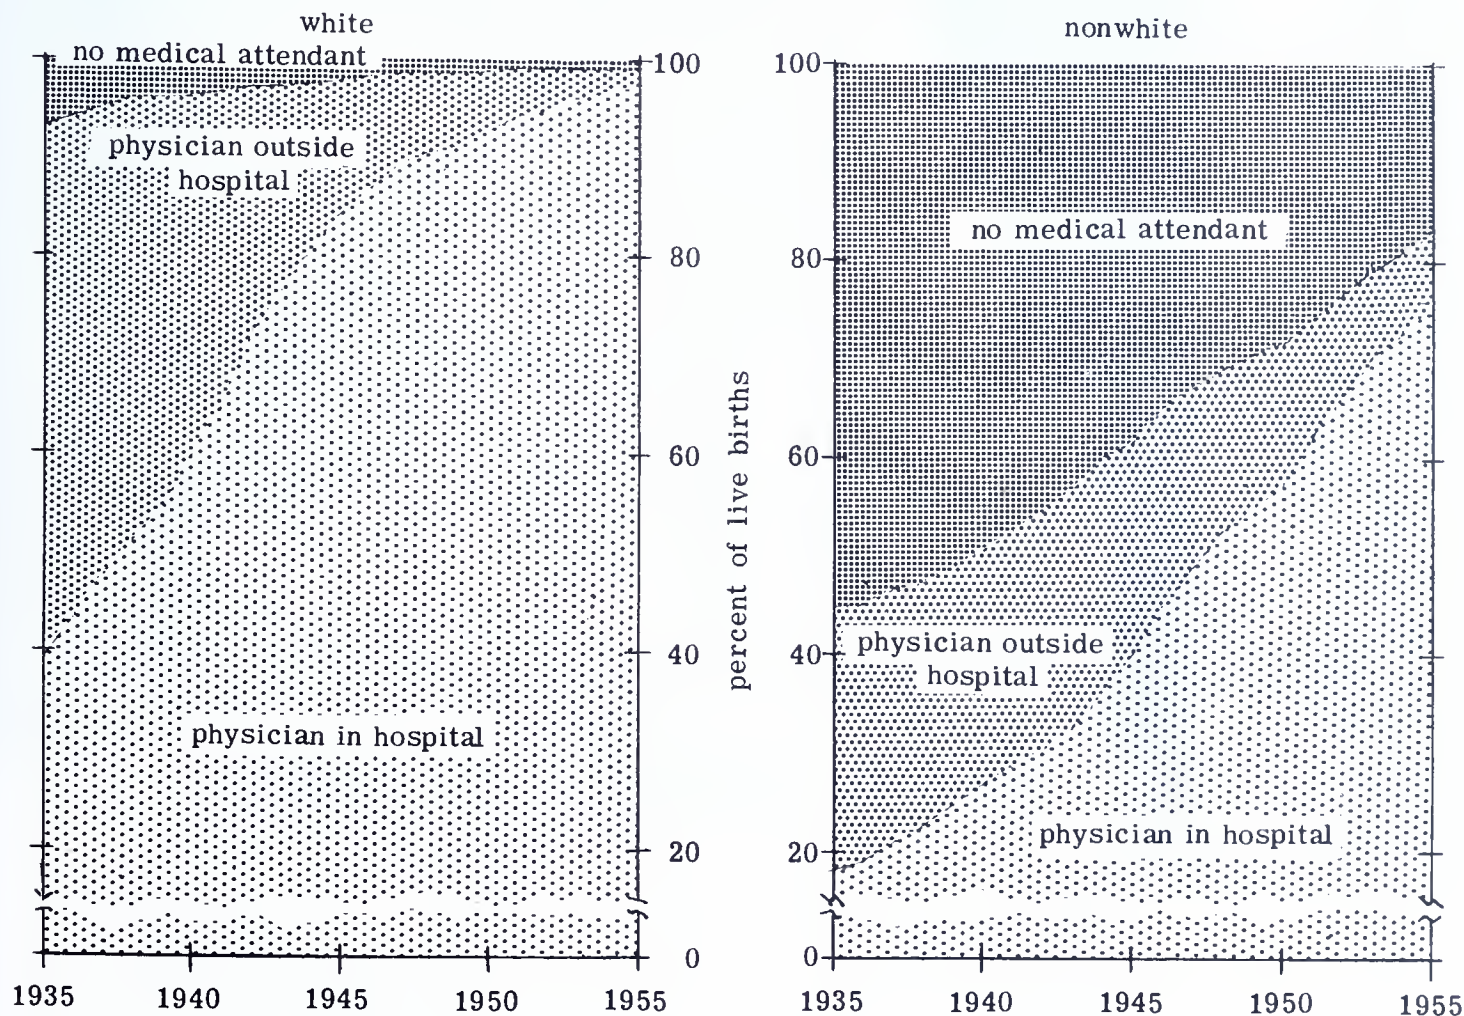 white
no medical attendant
physician outside
hospital
physician in hospital
100
80
60
40
20
0
1935 1940 1945 1950 1955
percent of live births
nonwhite
100
80
60
40
20
0
no medical attendant
physician outside
hospital
physician in hospital
1935 1940 1945 1950 1955